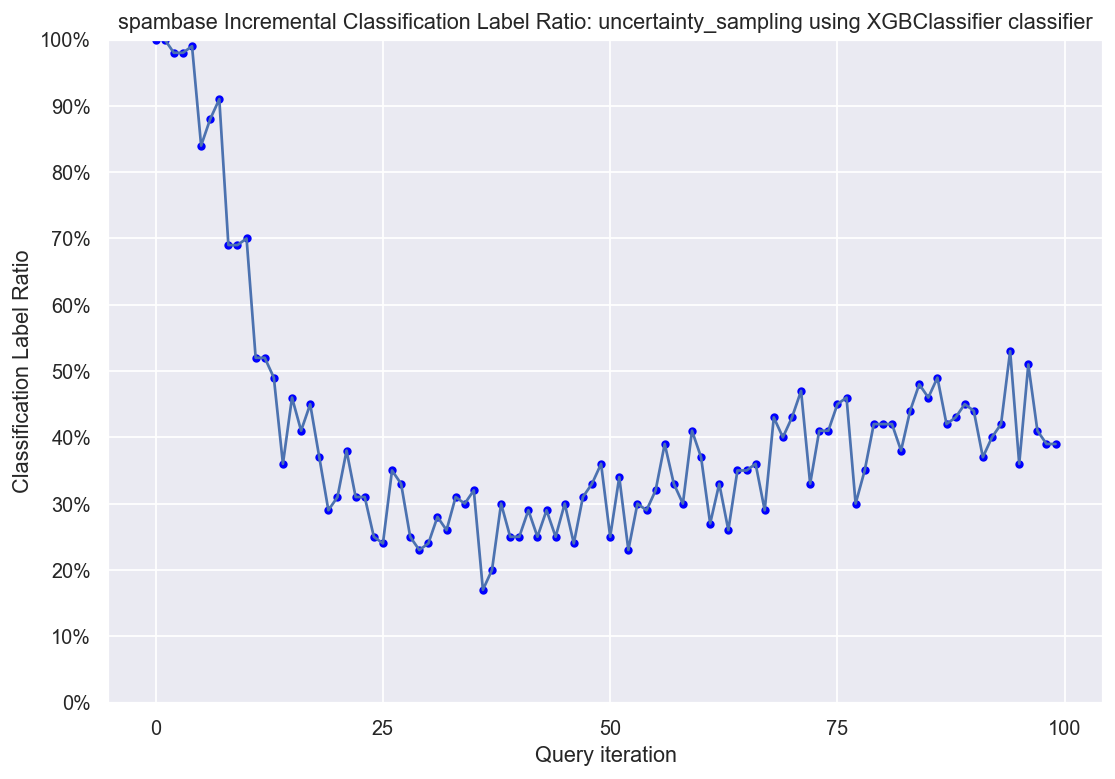 spambase Incremental Classification Label Ratio: uncertainty_sampling using XGBClassifier classifier
100%
90%
80%
70%
60%
50%
40%
30%
20%
10%
0%
Classification Label Ratio
0 25 50 75 100
Query iteration